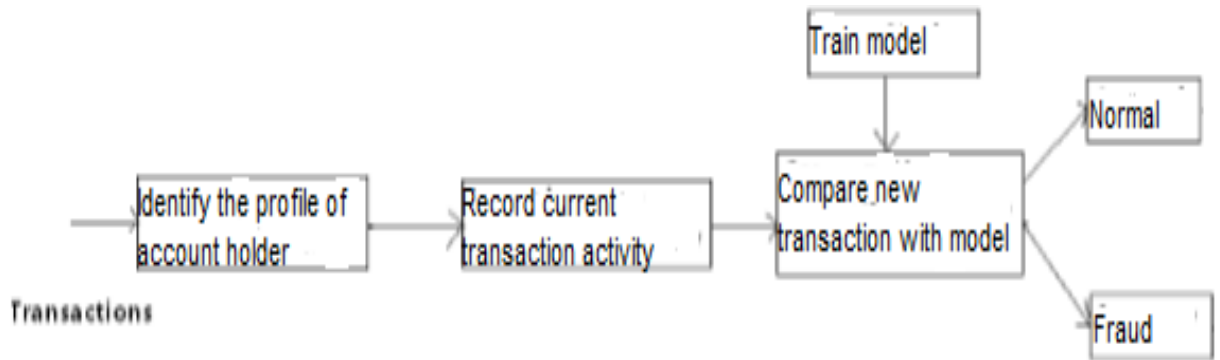 Train model
Normal
Identify the profile of
account holder
Record current
transaction activity
Compare new
transaction with model
Transactions
Fraud